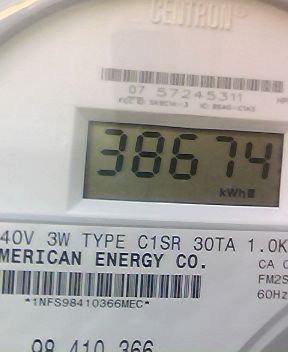 CENTRON®
07 57245311
38674
kWh
40V 3W TYPE C1SR 30TA 1.0K
MERICAN ENERGY CO.
CA 0
FM2S
60Hz
*1NFS98410366MEC*
98 410 366